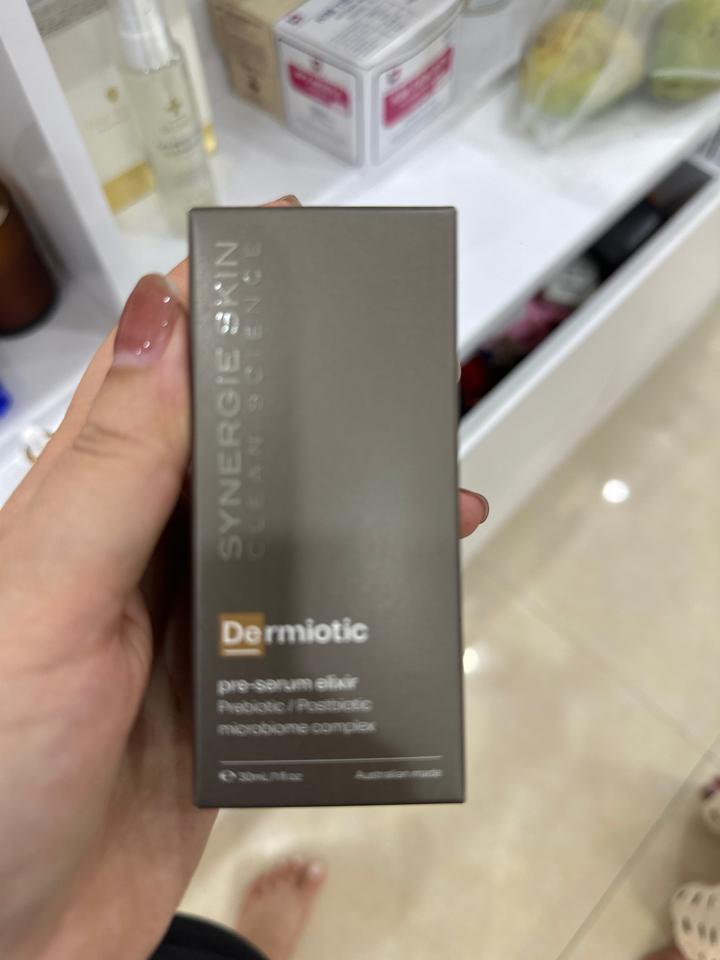 SYNERGIE SKIN
CLEAN SCIENCE
Dermiotic
pre-serum elixir
Prebiotic / Postbiotic
microbiome complex
℮ 30mL/1fl oz
Australian made